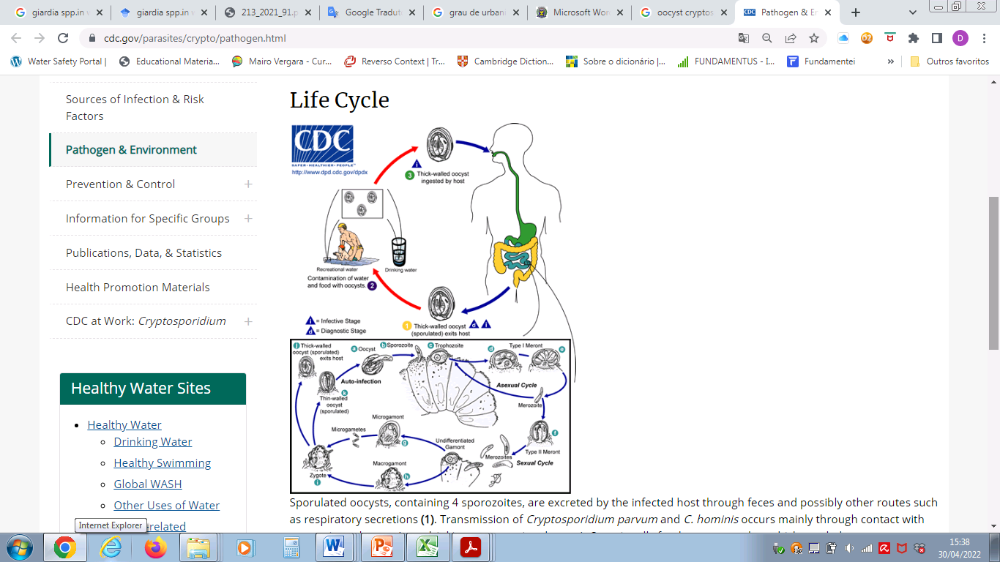 giardia spp.in w
giardia spp.in w
213_2021_91.p
Google Tradut
grau de urbani
Microsoft Wor
oocyst cryptos
Pathogen & Er
cdc.gov/parasites/crypto/pathogen.html
D
Water Safety Portal |
Educational Materia...
Mairo Vergara - Cur...
Reverso Context | Tr...
Cambridge Diction...
Sobre o dicionário |...
FUNDAMENTUS - I...
Fundamentei
»
Outros favoritos
Sources of Infection & Risk
Factors
Pathogen & Environment
Prevention & Control
Information for Specific Groups
Publications, Data, & Statistics
Health Promotion Materials
CDC at Work: Cryptosporidium
Healthy Water Sites
Healthy Water
Drinking Water
Healthy Swimming
Global WASH
Other Uses of Water
related
Internet Explorer
Life Cycle
CDC
SAFER • HEALTHIER • PEOPLE™
http://www.dpd.cdc.gov/dpdx
i
3 Thick-walled oocyst
ingested by host
Recreational water
Drinking water
Contamination of water
and food with oocysts. 2
i = Infective Stage
d = Diagnostic Stage
1 Thick-walled oocyst d i
(sporulated) exits host
j Thick-walled
oocyst (sporulated)
exits host
a Oocyst
b Sporozoite
c Trophozoite
d
Type I Meront
e
Auto-infection
k
Thin-walled
oocyst
(sporulated)
Asexual Cycle
Merozoite
f
Type II Meront
Merozoites
Sexual Cycle
Undifferentiated
Gamont
Microgamont
g
Microgametes
Macrogamont
h
Zygote
i
Sporulated oocysts, containing 4 sporozoites, are excreted by the infected host through feces and possibly other routes such
as respiratory secretions (1). Transmission of Cryptosporidium parvum and C. hominis occurs mainly through contact with
15:38
30/04/2022